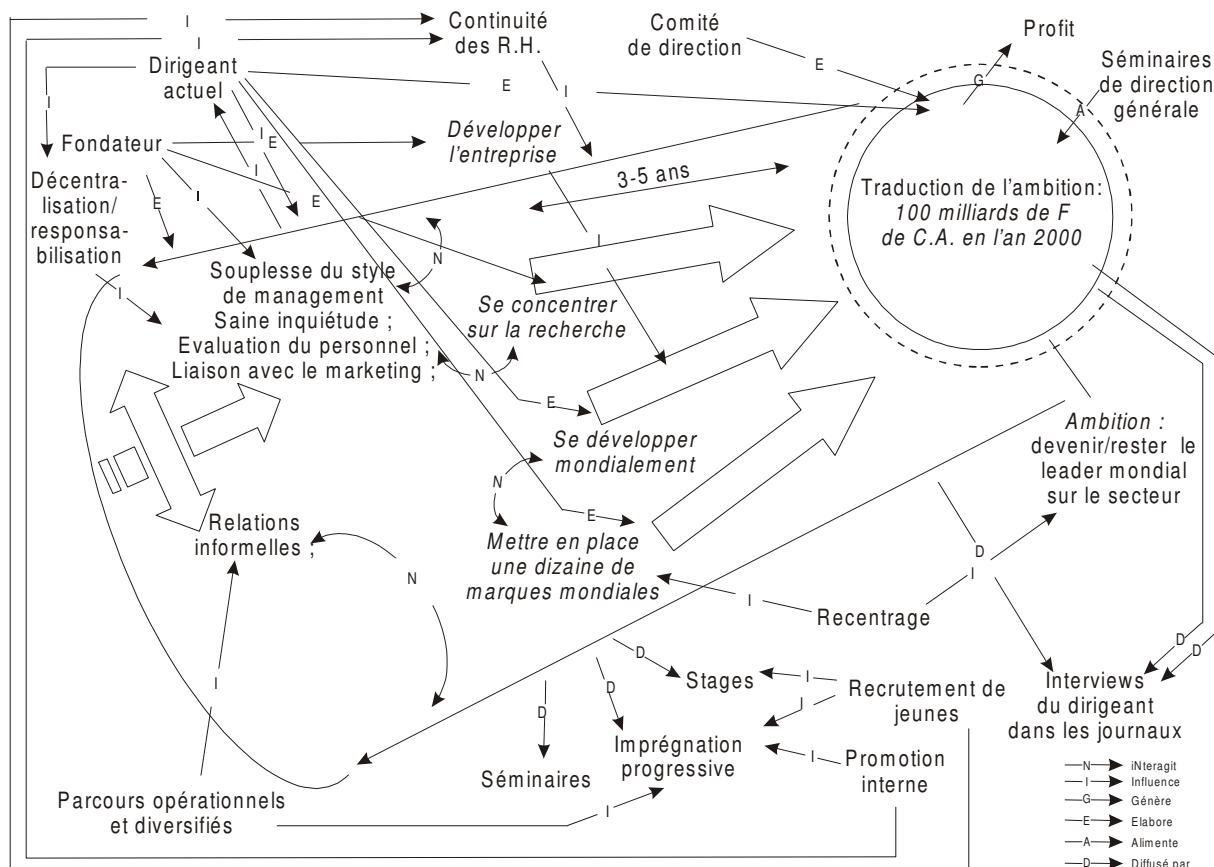 I
I
Continuité
des R.H.
Comité
de direction
Profit
Dirigeant
actuel
E
E
I
G
Séminaires
de direction
générale
I
A
Fondateur
I
E
I
Développer
l'entreprise
3-5 ans
Décentra-
lisation/
responsa-
bilisation
E
I
E
Traduction de l'ambition:
100 milliards de F
de C.A. en l'an 2000
I
N
I
Souplesse du style
de management
Saine inquiétude ;
Evaluation du personnel ;
Liaison avec le marketing ;
Se concentrer
sur la recherche
N
E
Se développer
mondialement
Ambition :
devenir/rester le
leader mondial
sur le secteur
N
E
Relations
informelles ;
Mettre en place
une dizaine de
marques mondiales
N
D
I
I
Recentrage
I
D
D
D
D
D
Stages
I
I
Recrutement de
jeunes
Interviews
du dirigeant
dans les journaux
Séminaires
Imprégnation
progressive
I
Promotion
interne
Parcours opérationnels
et diversifiés
I
N iNteragit
I Influence
G Génère
E Elabore
A Alimente
D Diffusé par